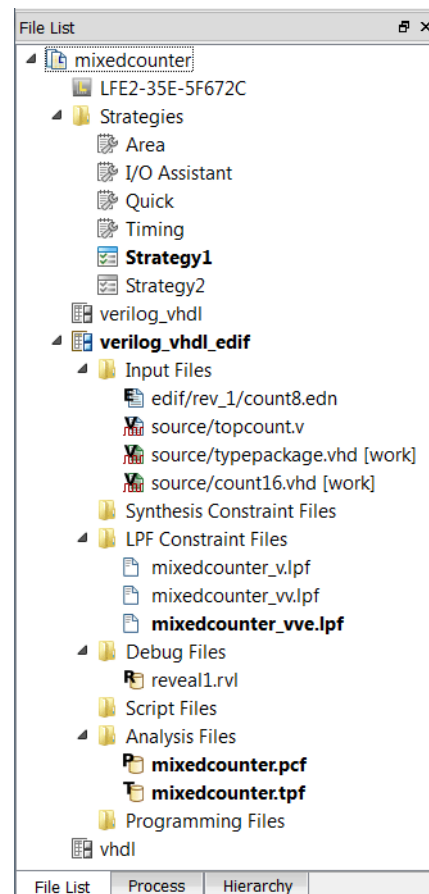 File List
mixedcounter
LFE2-35E-5F672C
Strategies
Area
I/O Assistant
Quick
Timing
Strategy1
Strategy2
verilog_vhdl
verilog_vhdl_edif
Input Files
edif/rev_1/count8.edn
source/topcount.v
source/typepackage.vhd [work]
source/count16.vhd [work]
Synthesis Constraint Files
LPF Constraint Files
mixedcounter_v.lpf
mixedcounter_vv.lpf
mixedcounter_vve.lpf
Debug Files
reveal1.rvl
Script Files
Analysis Files
mixedcounter.pcf
mixedcounter.tpf
Programming Files
vhdl
File List Process Hierarchy